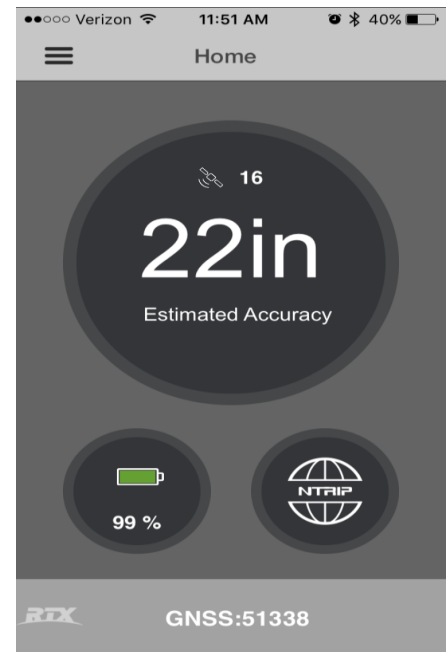 Verizon 11:51 AM 40%
Home
16
22in
Estimated Accuracy
99 %
NTRIP
RTX GNSS:51338